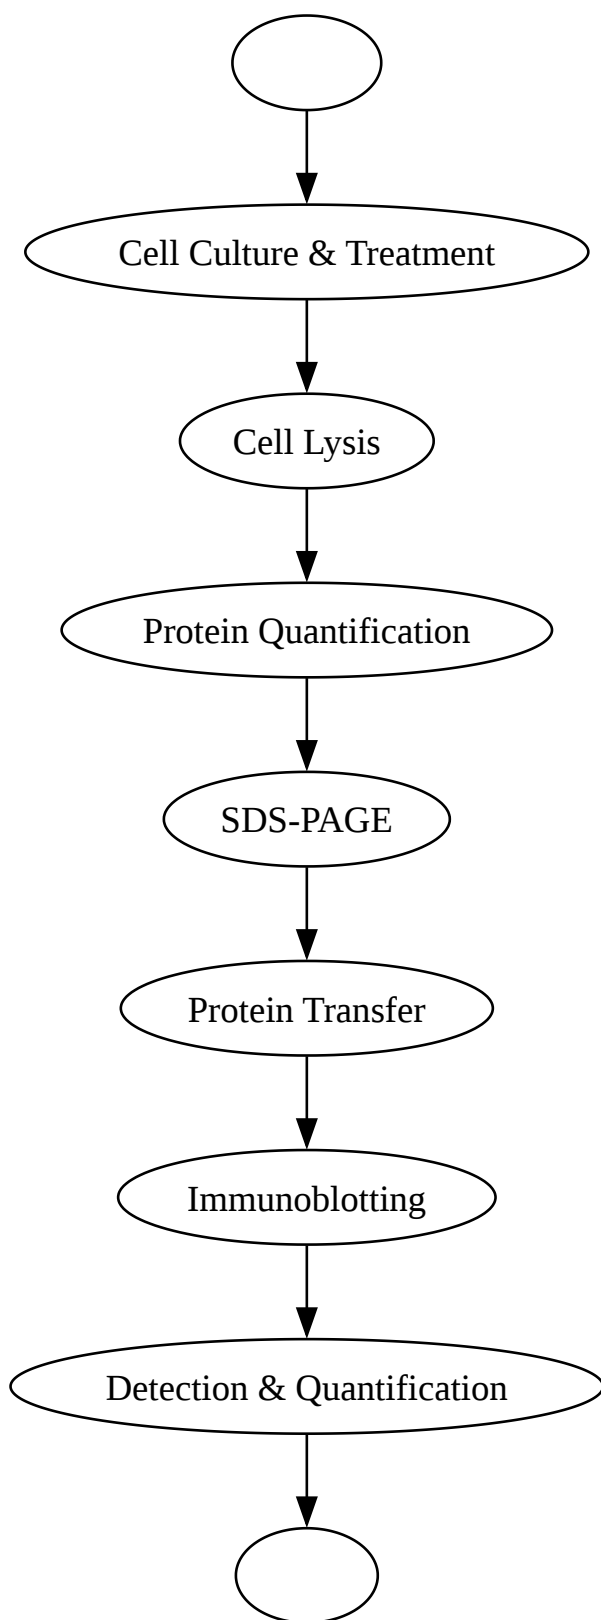 Cell Culture & Treatment
Cell Lysis
Protein Quantification
SDS-PAGE
Protein Transfer
Immunoblotting
Detection & Quantification